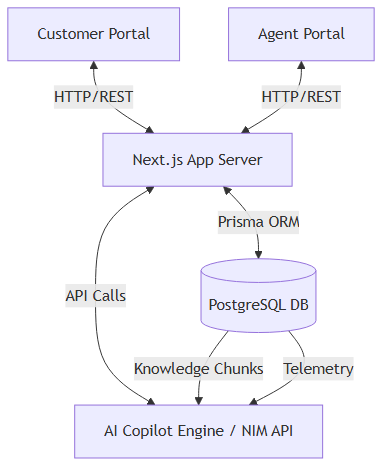 Customer Portal
Agent Portal
HTTP/REST
HTTP/REST
Next.js App Server
Prisma ORM
API Calls
PostgreSQL DB
Knowledge Chunks
Telemetry
AI Copilot Engine / NIM API